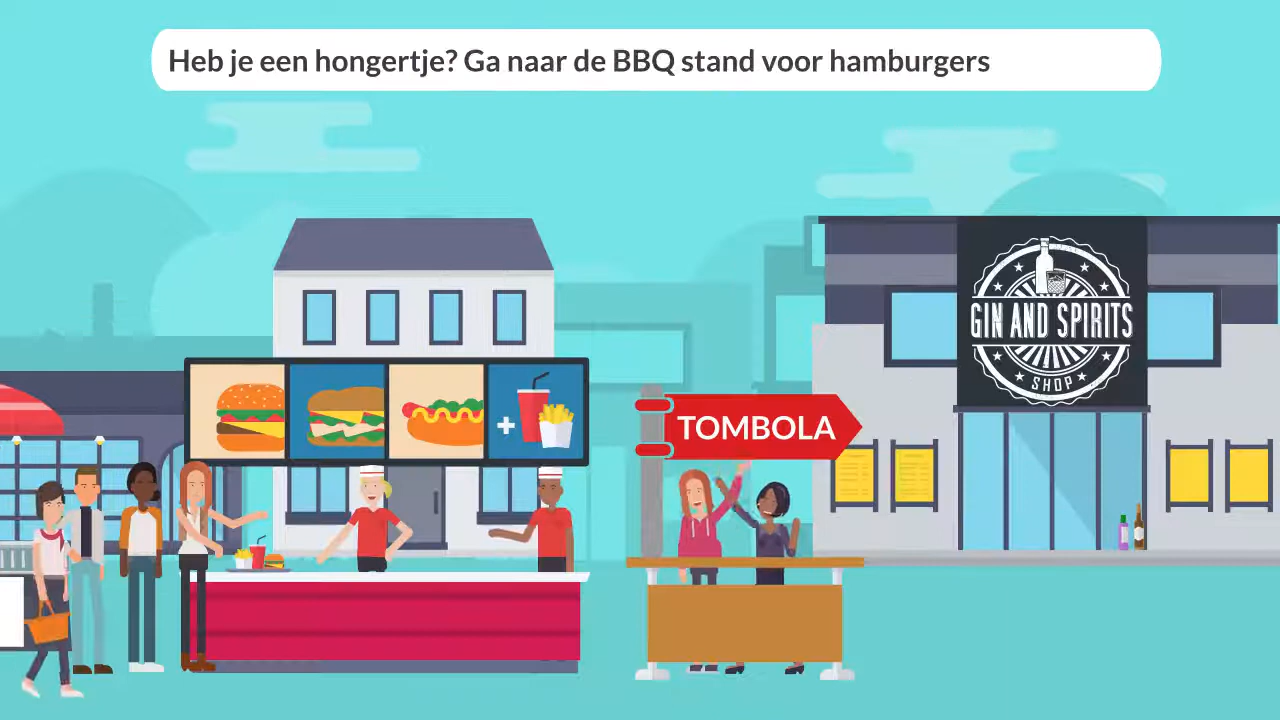 Heb je een hongertje? Ga naar de BBQ stand voor hamburgers
+
TOMBOLA
GIN AND SPIRITS
SHOP